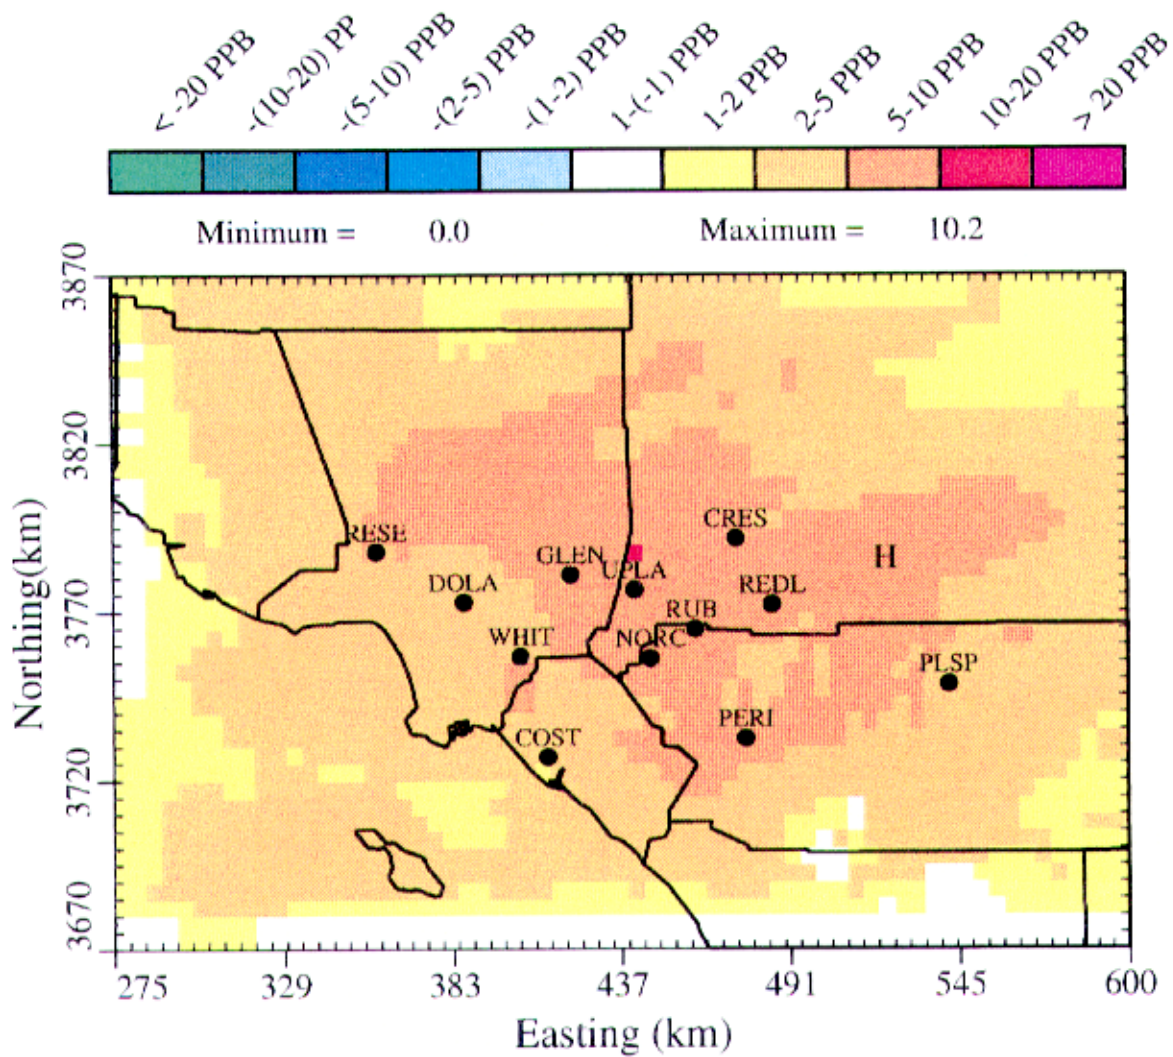 < -20 PPB
-(10-20) PP
-(5-10) PPB
-(2-5) PPB
-(1-2) PPB
1-(-1) PPB
1-2 PPB
2-5 PPB
5-10 PPB
10-20 PPB
> 20 PPB
Minimum = 0.0 Maximum = 10.2
3870
3820
3770
3720
3670
Northing(km)
CRES
RESE
GLEN
UPLA
H
DOLA
REDL
RUB
WHIT
NORC
PLSP
PERI
COST
275 329 383 437 491 545 600
Easting (km)